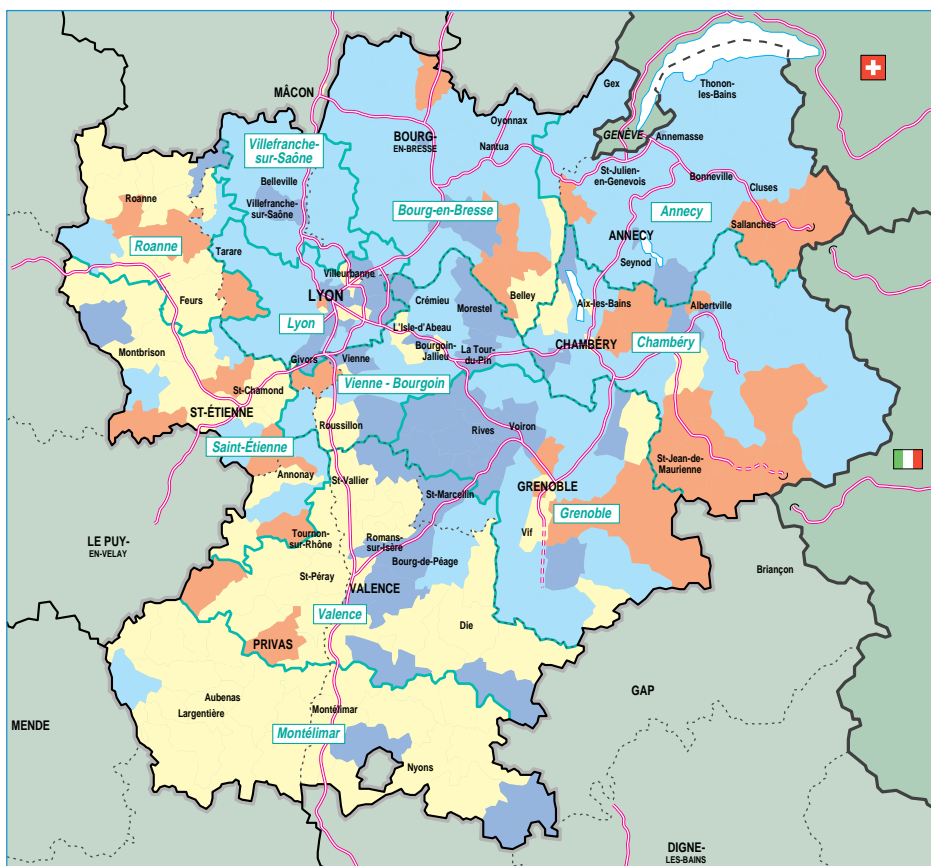 Gex
Thonon-
les-Bains
MÂCON
Oyonnax
BOURG-
EN-BRESSE
GENÈVE
Annemasse
Villefranche-
sur-Saône
Nantua
St-Julien-
en-Genevois
Bonneville
Cluses
Belleville
Roanne
Villefranche-
sur-Saône
Bourg-en-Bresse
Annecy
Sallanches
ANNECY
Roanne
Tarare
Seynod
Villeurbanne
LYON
Feurs
Crémieu
Morestel
Belley
Aix-les-Bains
Albertville
Lyon
L'Isle-d'Abeau
Montbrison
Bourgoin-
Jallieu
La Tour-
du-Pin
CHAMBÉRY
Chambéry
Givors
Vienne
Vienne - Bourgoin
St-Chamond
ST-ÉTIENNE
Roussillon
Rives
Voiron
Saint-Étienne
St-Jean-de-
Maurienne
Annonay
St-Vallier
St-Marcellin
GRENOBLE
Grenoble
Tournon-
sur-Rhône
Romans-
sur-Isère
Vif
LE PUY-
EN-VELAY
Bourg-de-Péage
Briançon
St-Péray
VALENCE
Valence
Die
PRIVAS
GAP
Aubenas
Largentière
Montélimar
MENDE
Montélimar
Nyons
DIGNE-
LES-BAINS